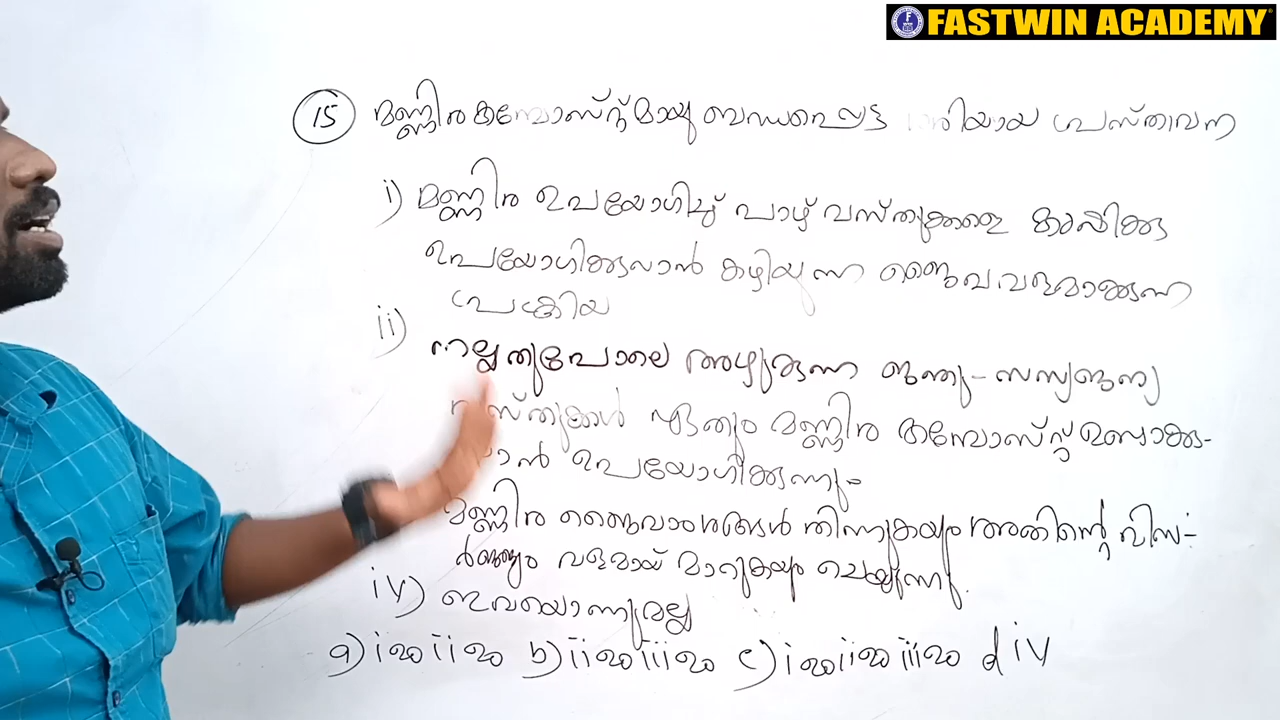 FASTWIN ACADEMY
15 മണ്ണിര കമ്പോസ്റ്റുമായു ബന്ധപ്പെട്ട ശരിയായ പ്രസ്താവന
i) മണ്ണിര ഉപയോഗിച്ച് പാഴ് വസ്തുക്കളെ കൃഷിക്കു
ഉപയോഗിക്കുവാൻ കഴിയുന്ന ജൈവവളമാക്കുന്ന
പ്രക്രിയ
ii) നല്ലതുപോലെ അഴുകുന്ന ജന്തു-സസ്യജന്യ
വസ്തുക്കൾ ഏതും മണ്ണിര കമ്പോസ്റ്റ് ഉണ്ടാക്കു-
വാൻ ഉപയോഗിക്കുന്നു-
മണ്ണിര ജൈവാംശങ്ങൾ തിന്നുകയും അതിന്റെ വിസ-
ർജ്ജ്യം വളമായ് മാറുകയും ചെയ്യുന്നു.
iv) ഇവയൊന്നുമല്ല
a) i ഉം ii ഉം b) ii ഉം iii ഉം c) i ഉം ii ഉം iii ഉം d iv